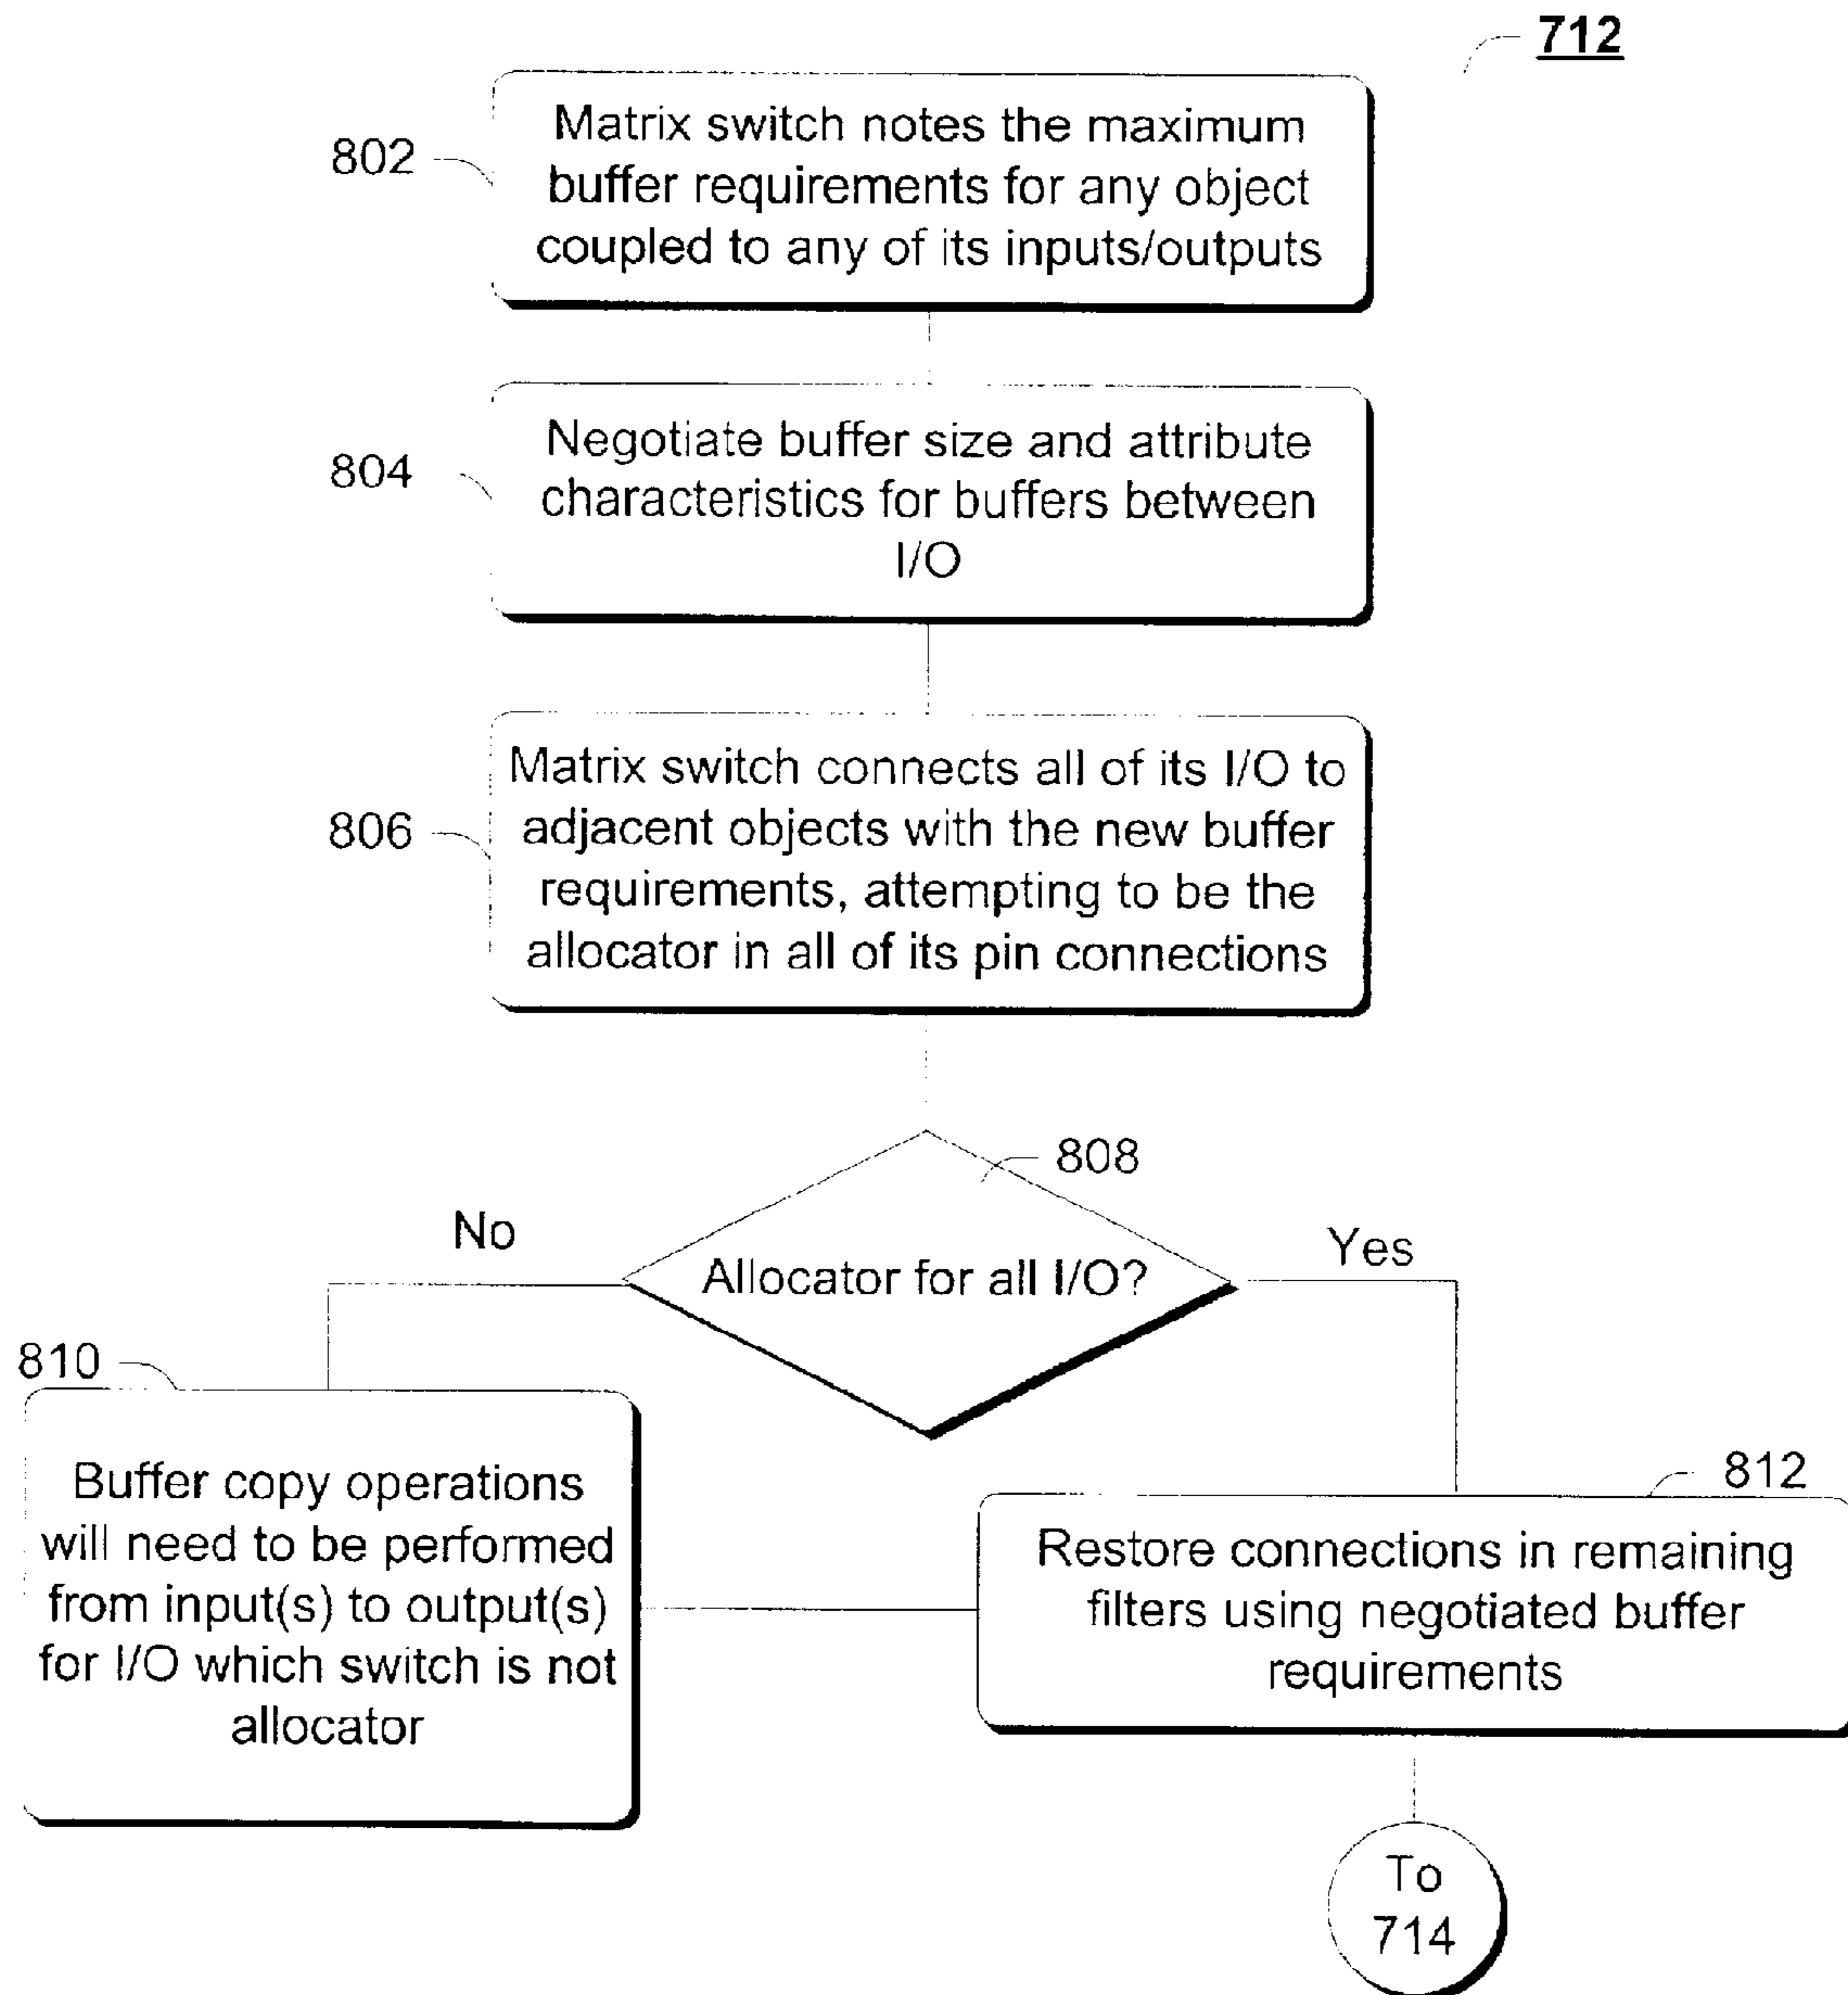 712
802
Matrix switch notes the maximum
buffer requirements for any object
coupled to any of its inputs/outputs
804
Negotiate buffer size and attribute
characteristics for buffers between
I/O
806
Matrix switch connects all of its I/O to
adjacent objects with the new buffer
requirements, attempting to be the
allocator in all of its pin connections
808
No
Allocator for all I/O?
Yes
810
Buffer copy operations
will need to be performed
from input(s) to output(s)
for I/O which switch is not
allocator
812
Restore connections in remaining
filters using negotiated buffer
requirements
To
714